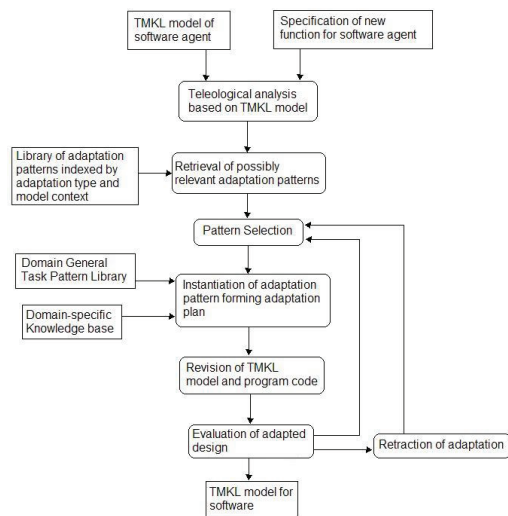 TMKL model of
software agent
Specification of new
function for software agent
Teleological analysis
based on TMKL model
Library of adaptation
patterns indexed by
adaptation type and
model context
Retrieval of possibly
relevant adaptation patterns
Pattern Selection
Domain General
Task Pattern Library
Instantiation of adaptation
pattern forming adaptation
plan
Domain-specific
Knowledge base
Revision of TMKL
model and program code
Evaluation of adapted
design
Retraction of adaptation
TMKL model for
software